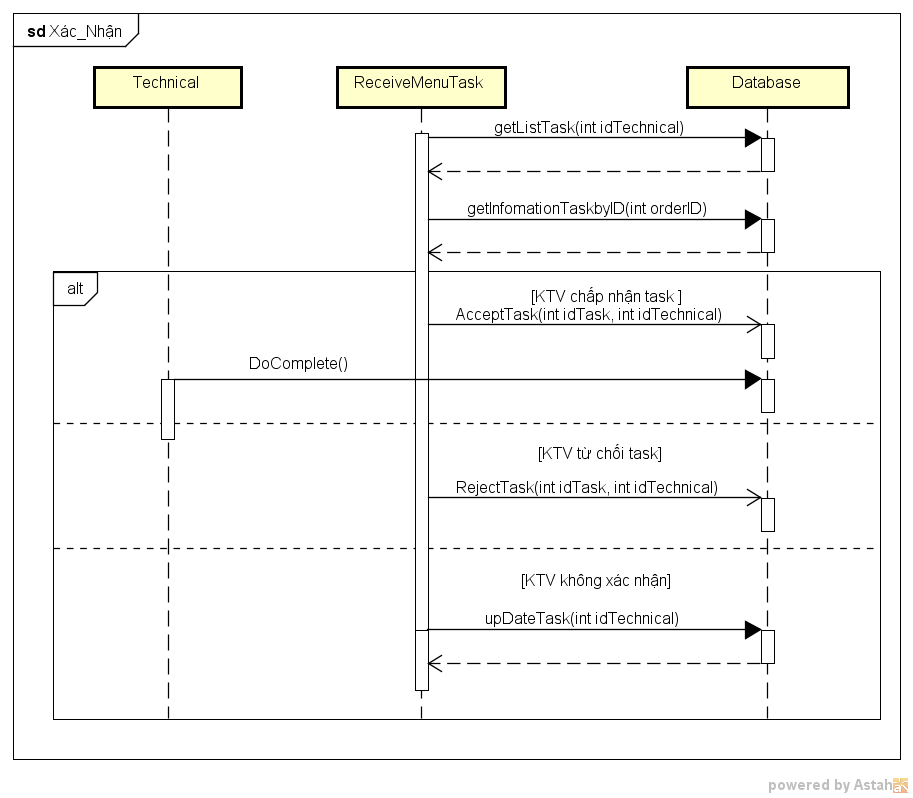 sd Xác_Nhận
Technical
ReceiveMenuTask
Database
getListTask(int idTechnical)
getInfomationTaskbyID(int orderID)
alt
[KTV chấp nhận task ]
AcceptTask(int idTask, int idTechnical)
DoComplete()
[KTV từ chối task]
RejectTask(int idTask, int idTechnical)
[KTV không xác nhận]
upDateTask(int idTechnical)
powered by Astah